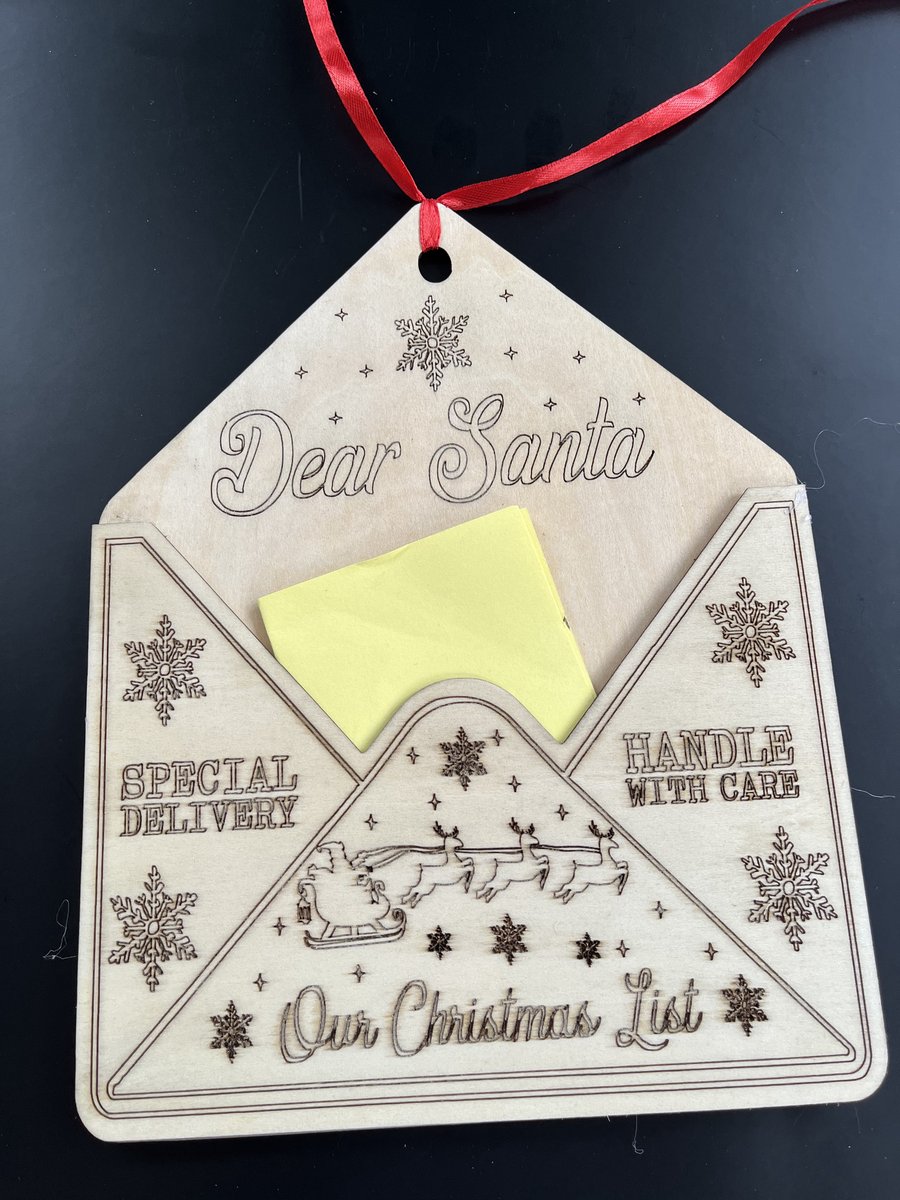 Dear Santa
SPECIAL
DELIVERY
HANDLE
WITH CARE
Our Christmas List